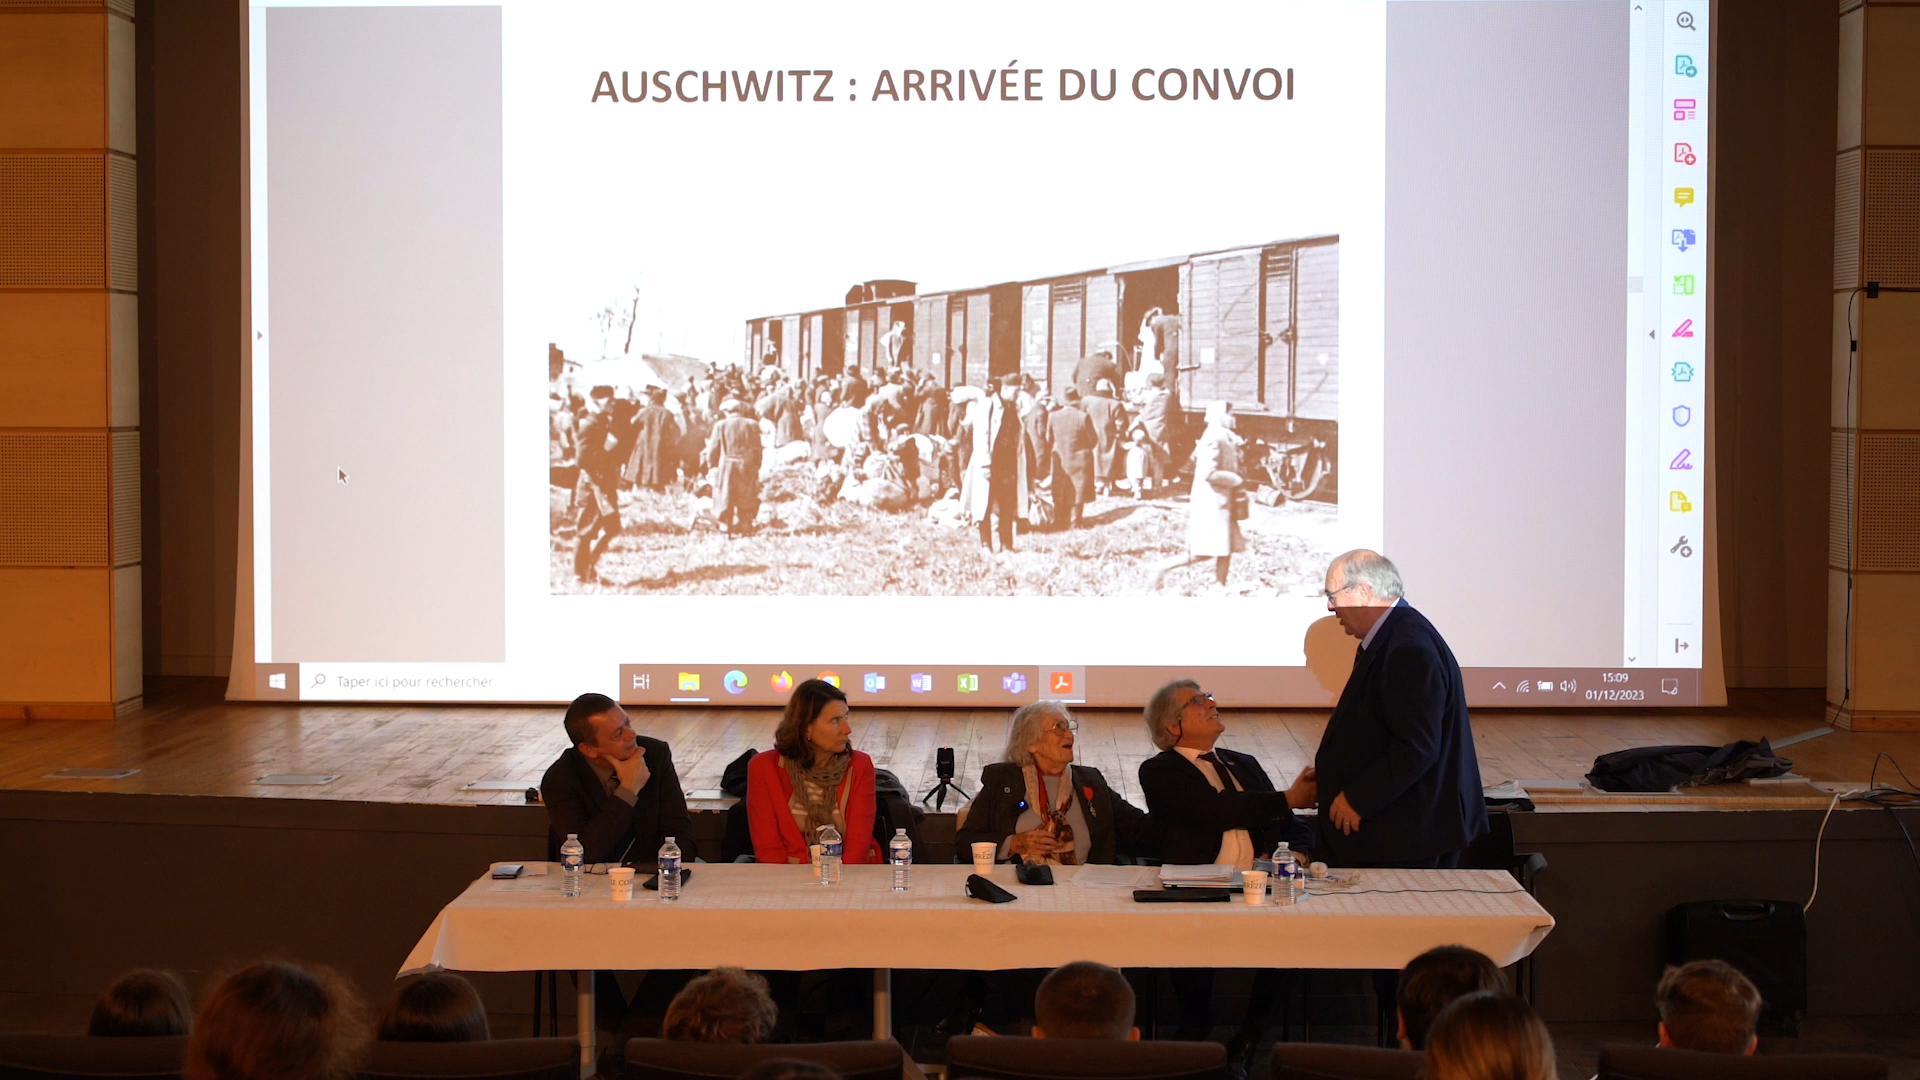 AUSCHWITZ : ARRIVÉE DU CONVOI
Taper ici pour rechercher
15:09
01/12/2023